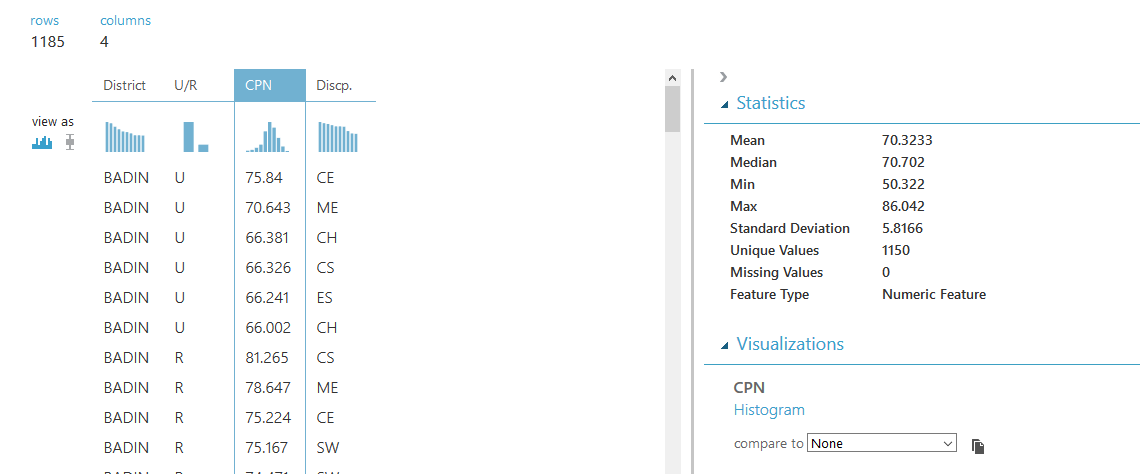 rows columns
1185 4
District U/R CPN Discp.
view as
BADIN U 75.84 CE
BADIN U 70.643 ME
BADIN U 66.381 CH
BADIN U 66.326 CS
BADIN U 66.241 ES
BADIN U 66.002 CH
BADIN R 81.265 CS
BADIN R 78.647 ME
BADIN R 75.224 CE
BADIN R 75.167 SW
Statistics
Mean 70.3233
Median 70.702
Min 50.322
Max 86.042
Standard Deviation 5.8166
Unique Values 1150
Missing Values 0
Feature Type Numeric Feature
Visualizations
CPN
Histogram
compare to None